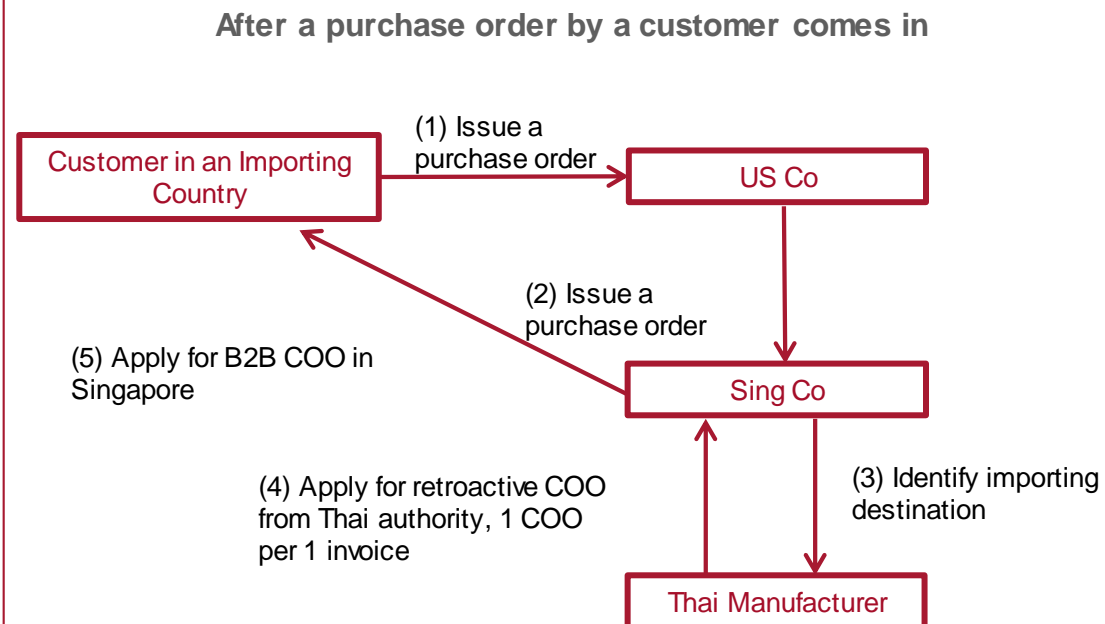 After a purchase order by a customer comes in
(1) Issue a
purchase order
Customer in an Importing
Country
US Co
(2) Issue a
purchase order
(5) Apply for B2B COO in
Singapore
Sing Co
(4) Apply for retroactive COO
from Thai authority, 1 COO
per 1 invoice
(3) Identify importing
destination
Thai Manufacturer